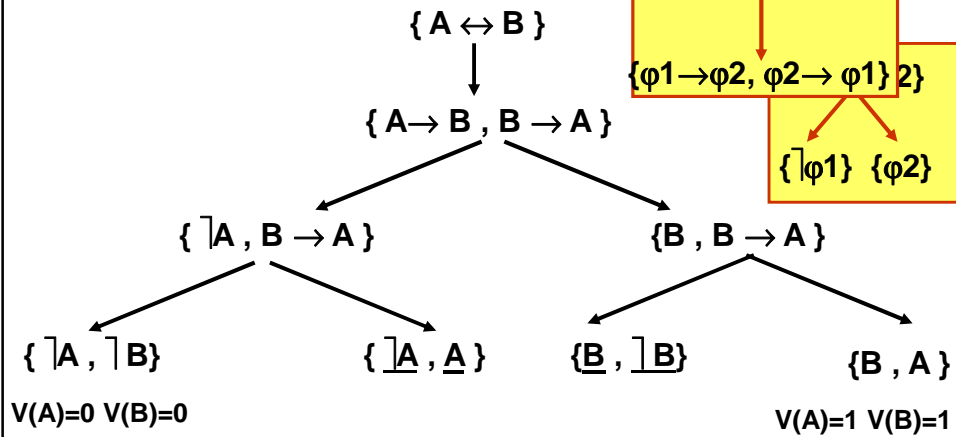 { A ↔ B }
{φ1→φ2, φ2→ φ1} 2}
{ A→ B , B → A }
{⎤φ1} {φ2}
{ ⎤A , B → A }
{B , B → A }
{ ⎤A , ⎤ B}
{ ⎤A , A }
{B , ⎤B}
{B , A }
V(A)=0 V(B)=0
V(A)=1 V(B)=1